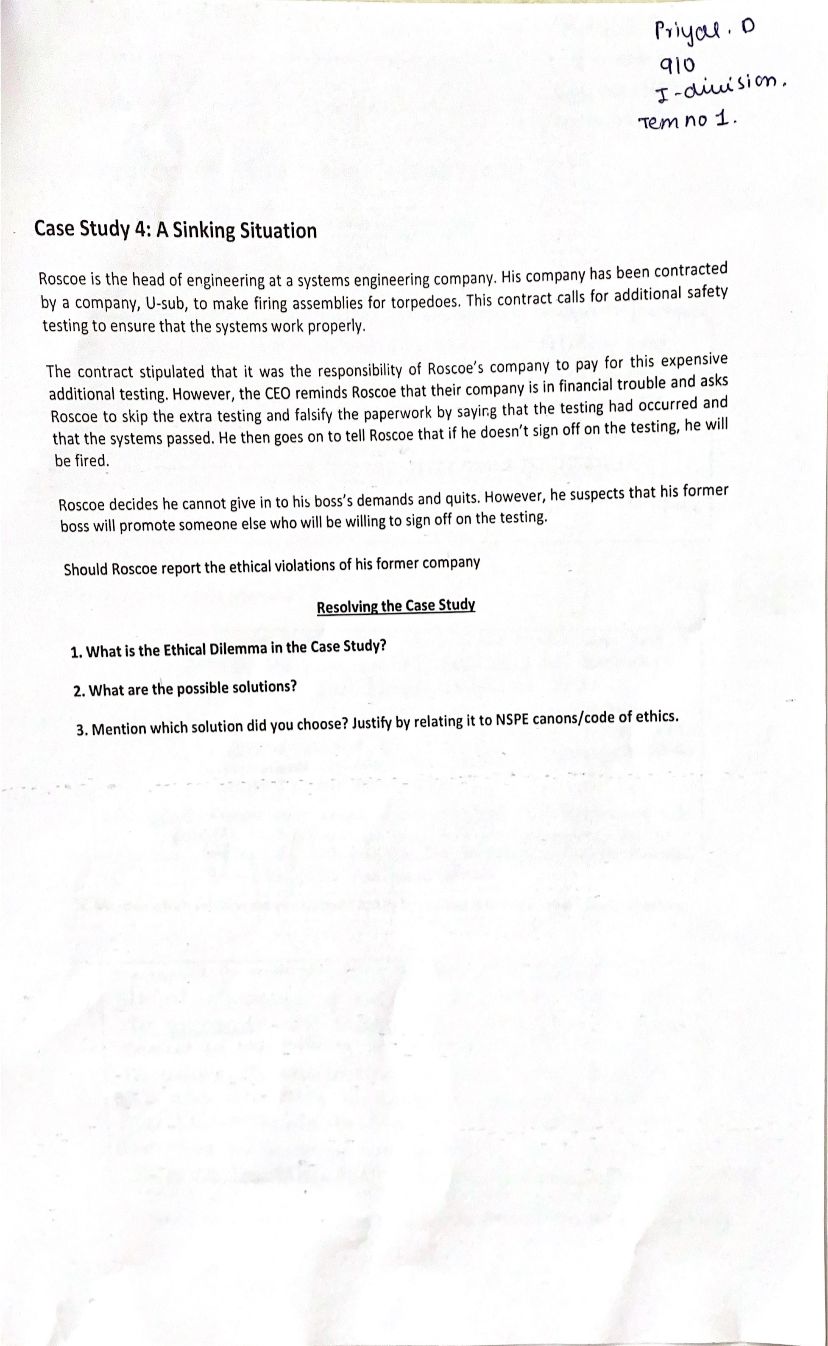 Priyal. D
910
I-division.
Tem no 1.
Case Study 4: A Sinking Situation
Roscoe is the head of engineering at a systems engineering company. His company has been contracted
by a company, U-sub, to make firing assemblies for torpedoes. This contract calls for additional safety
testing to ensure that the systems work properly.
The contract stipulated that it was the responsibility of Roscoe's company to pay for this expensive
additional testing. However, the CEO reminds Roscoe that their company is in financial trouble and asks
Roscoe to skip the extra testing and falsify the paperwork by saying that the testing had occurred and
that the systems passed. He then goes on to tell Roscoe that if he doesn't sign off on the testing, he will
be fired.
Roscoe decides he cannot give in to his boss's demands and quits. However, he suspects that his former
boss will promote someone else who will be willing to sign off on the testing.
Should Roscoe report the ethical violations of his former company
Resolving the Case Study
1. What is the Ethical Dilemma in the Case Study?
2. What are the possible solutions?
3. Mention which solution did you choose? Justify by relating it to NSPE canons/code of ethics.